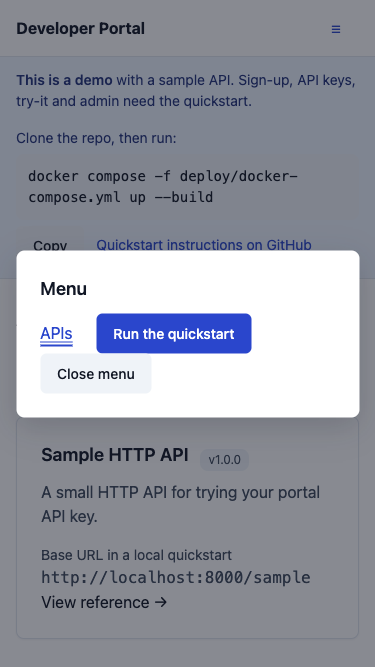 Developer Portal
≡
This is a demo with a sample API. Sign-up, API keys,
try-it and admin need the quickstart.
Clone the repo, then run:
docker compose -f deploy/docker-
compose.yml up --build
Copy Quickstart instructions on GitHub
Menu
APIs Run the quickstart
Close menu
Sample HTTP API v1.0.0
A small HTTP API for trying your portal
API key.
Base URL in a local quickstart
http://localhost:8000/sample
View reference →